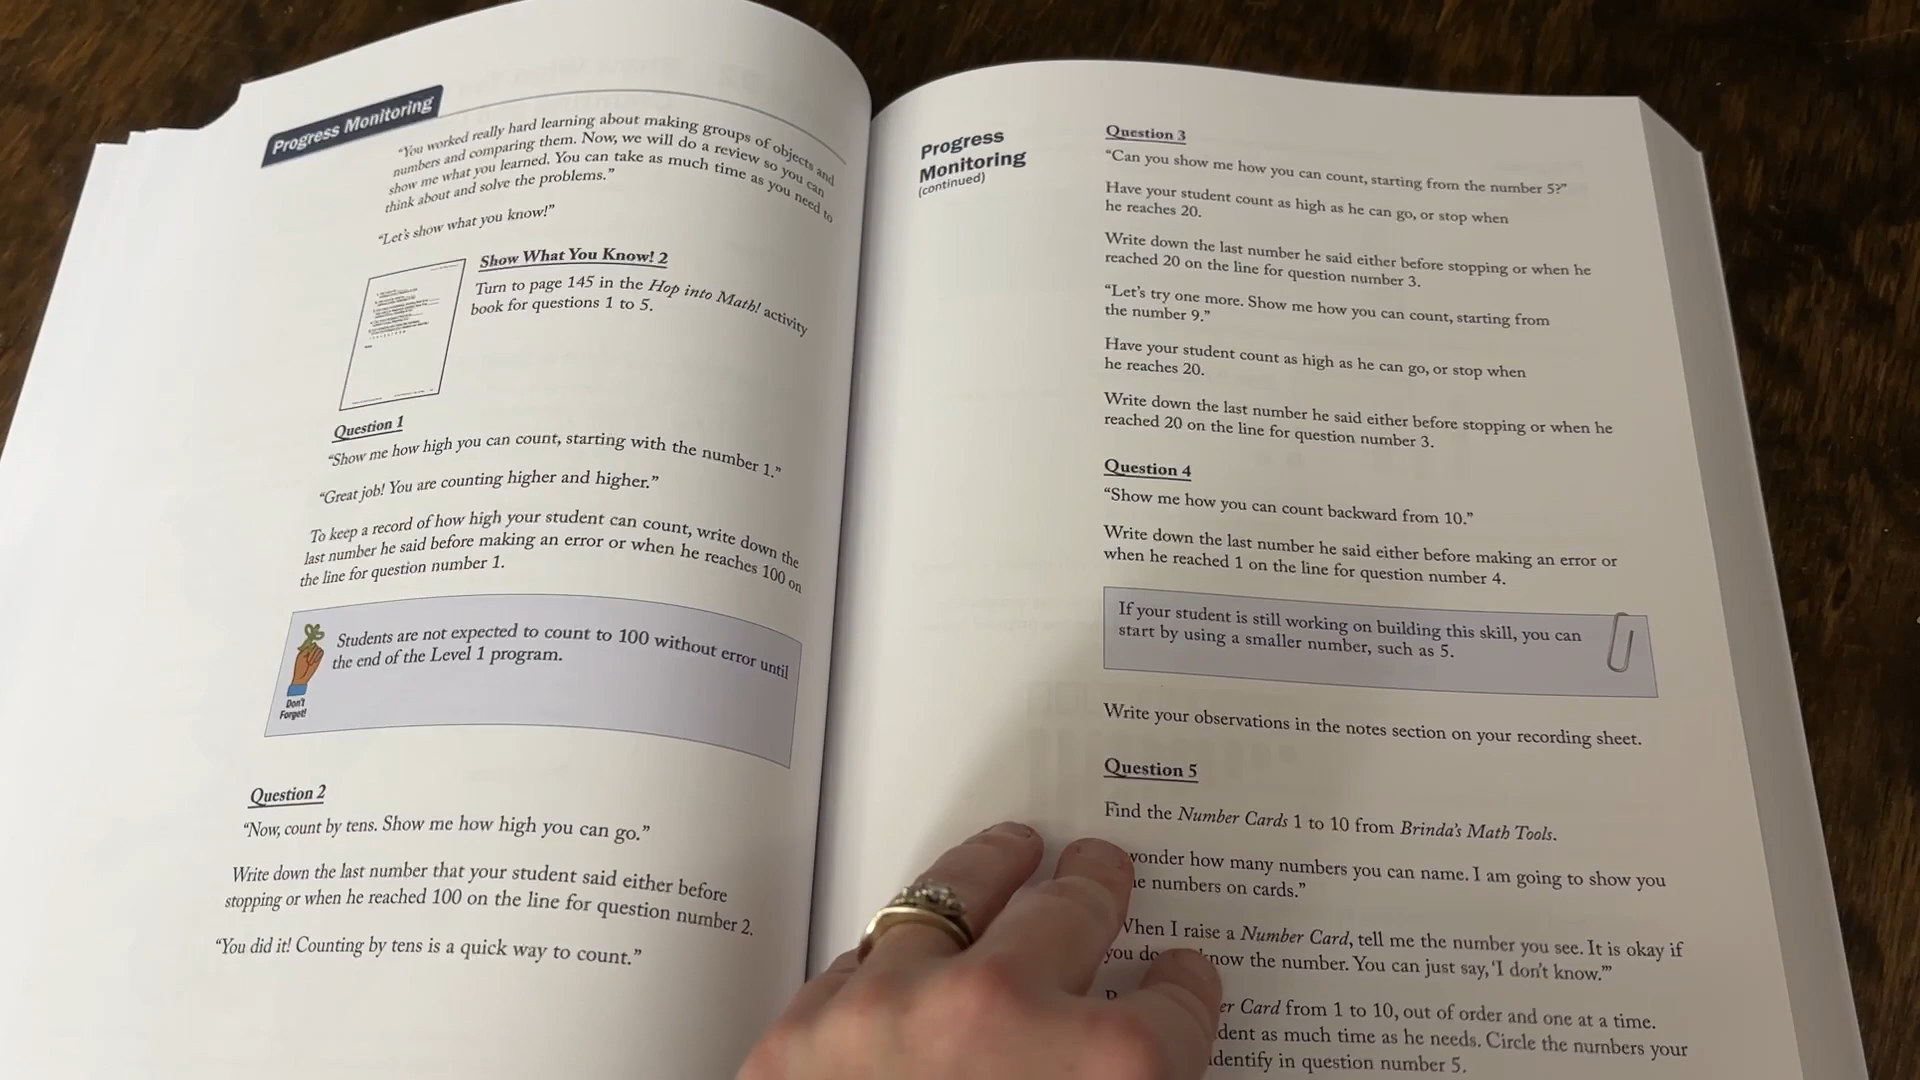 Progress Monitoring
"You worked really hard learning about making groups of objects and
numbers and comparing them. Now, we will do a review so you can
show me what you learned. You can take as much time as you need to
think about and solve the problems."
"Let's show what you know!"
Show What You Know! 2
Turn to page 145 in the Hop into Math! activity
book for questions 1 to 5.
Question 1
"Show me how high you can count, starting with the number 1."
"Great job! You are counting higher and higher."
To keep a record of how high your student can count, write down the
last number he said before making an error or when he reaches 100 on
the line for question number 1.
Students are not expected to count to 100 without error until
the end of the Level 1 program.
Don't
Forget!
Question 2
"Now, count by tens. Show me how high you can go."
Write down the last number that your student said either before
stopping or when he reached 100 on the line for question number 2.
"You did it! Counting by tens is a quick way to count."
Progress
Monitoring
(continued)
Question 3
"Can you show me how you can count, starting from the number 5?"
Have your student count as high as he can go, or stop when
he reaches 20.
Write down the last number he said either before stopping or when he
reached 20 on the line for question number 3.
"Let's try one more. Show me how you can count, starting from
the number 9."
Have your student count as high as he can go, or stop when
he reaches 20.
Write down the last number he said either before stopping or when he
reached 20 on the line for question number 3.
Question 4
"Show me how you can count backward from 10."
Write down the last number he said either before making an error or
when he reached 1 on the line for question number 4.
If your student is still working on building this skill, you can
start by using a smaller number, such as 5.
Write your observations in the notes section on your recording sheet.
Question 5
Find the Number Cards 1 to 10 from Brinda's Math Tools.
wonder how many numbers you can name. I am going to show you
numbers on cards."
When I raise a Number Card, tell me the number you see. It is okay if
you know the number. You can just say, 'I don't know.'"
Card from 1 to 10, out of order and one at a time.
as much time as he needs. Circle the numbers your
identify in question number 5.